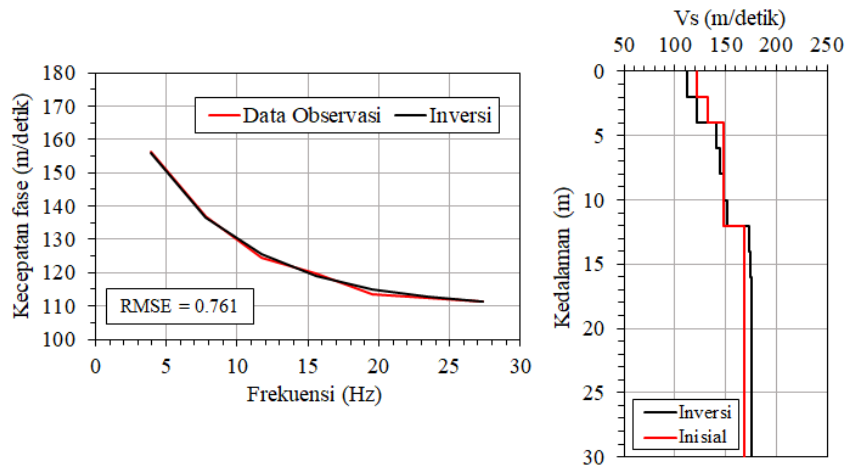 180
170
160
150
140
130
120
110
100
Kecepatan fase (m/detik)
Data Observasi
Inversi
RMSE = 0.761
0 5 10 15 20 25 30
Frekuensi (Hz)
Vs (m/detik)
50 100 150 200 250
0
5
10
15
20
25
30
Kedalaman (m)
Inversi
Inisial